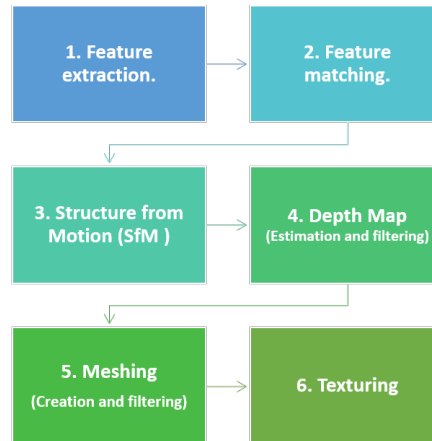 1. Feature
extraction.
2. Feature
matching.
3. Structure from
Motion (SfM )
4. Depth Map
(Estimation and filtering)
5. Meshing
(Creation and filtering)
6. Texturing